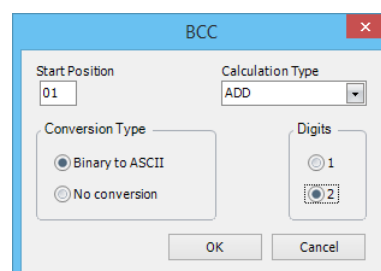 BCC
Start Position
Calculation Type
01
ADD
Conversion Type
Digits
Binary to ASCII
1
No conversion
2
OK
Cancel